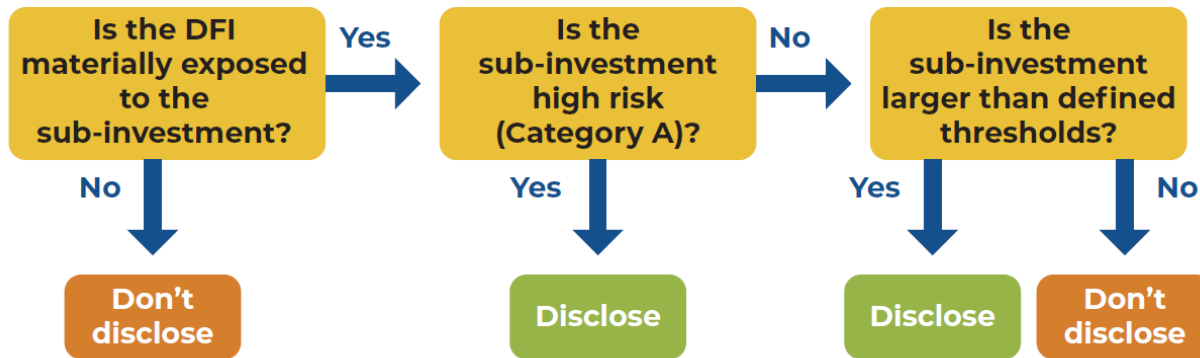 Is the DFI
materially exposed
to the
sub-investment?
Yes
Is the
sub-investment
high risk
(Category A)?
No
Is the
sub-investment
larger than defined
thresholds?
No
Yes
Yes
No
Don't
disclose
Disclose
Disclose
Don't
disclose